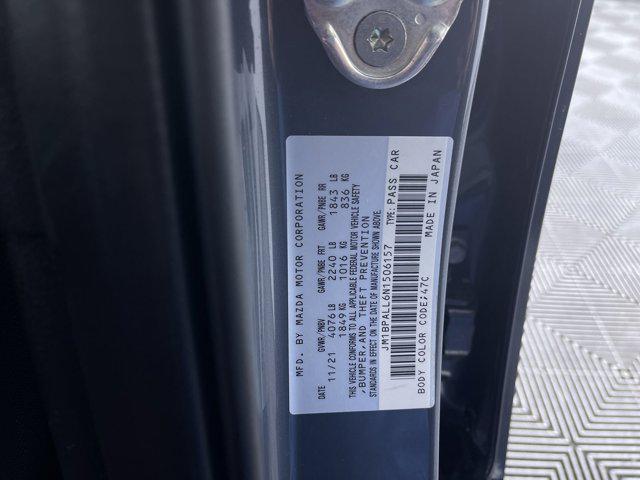 MFD. BY MAZDA MOTOR CORPORATION
DATE GVWR/PNBV GAWR/PNBE FRT GAWR/PNBE RR
11/21 4076 LB 2240 LB 1843 LB
1849 KG 1016 KG 836 KG
THIS VEHICLE CONFORMS TO ALL APPLICABLE FEDERAL MOTOR VEHICLE SAFETY
,BUMPER,AND THEFT PREVENTION
STANDARDS IN EFFECT ON THE DATE OF MANUFACTURE SHOWN ABOVE.
JM1BPALL6N1506157 TYPE: PASS CAR
BODY COLOR CODE;47C MADE IN JAPAN